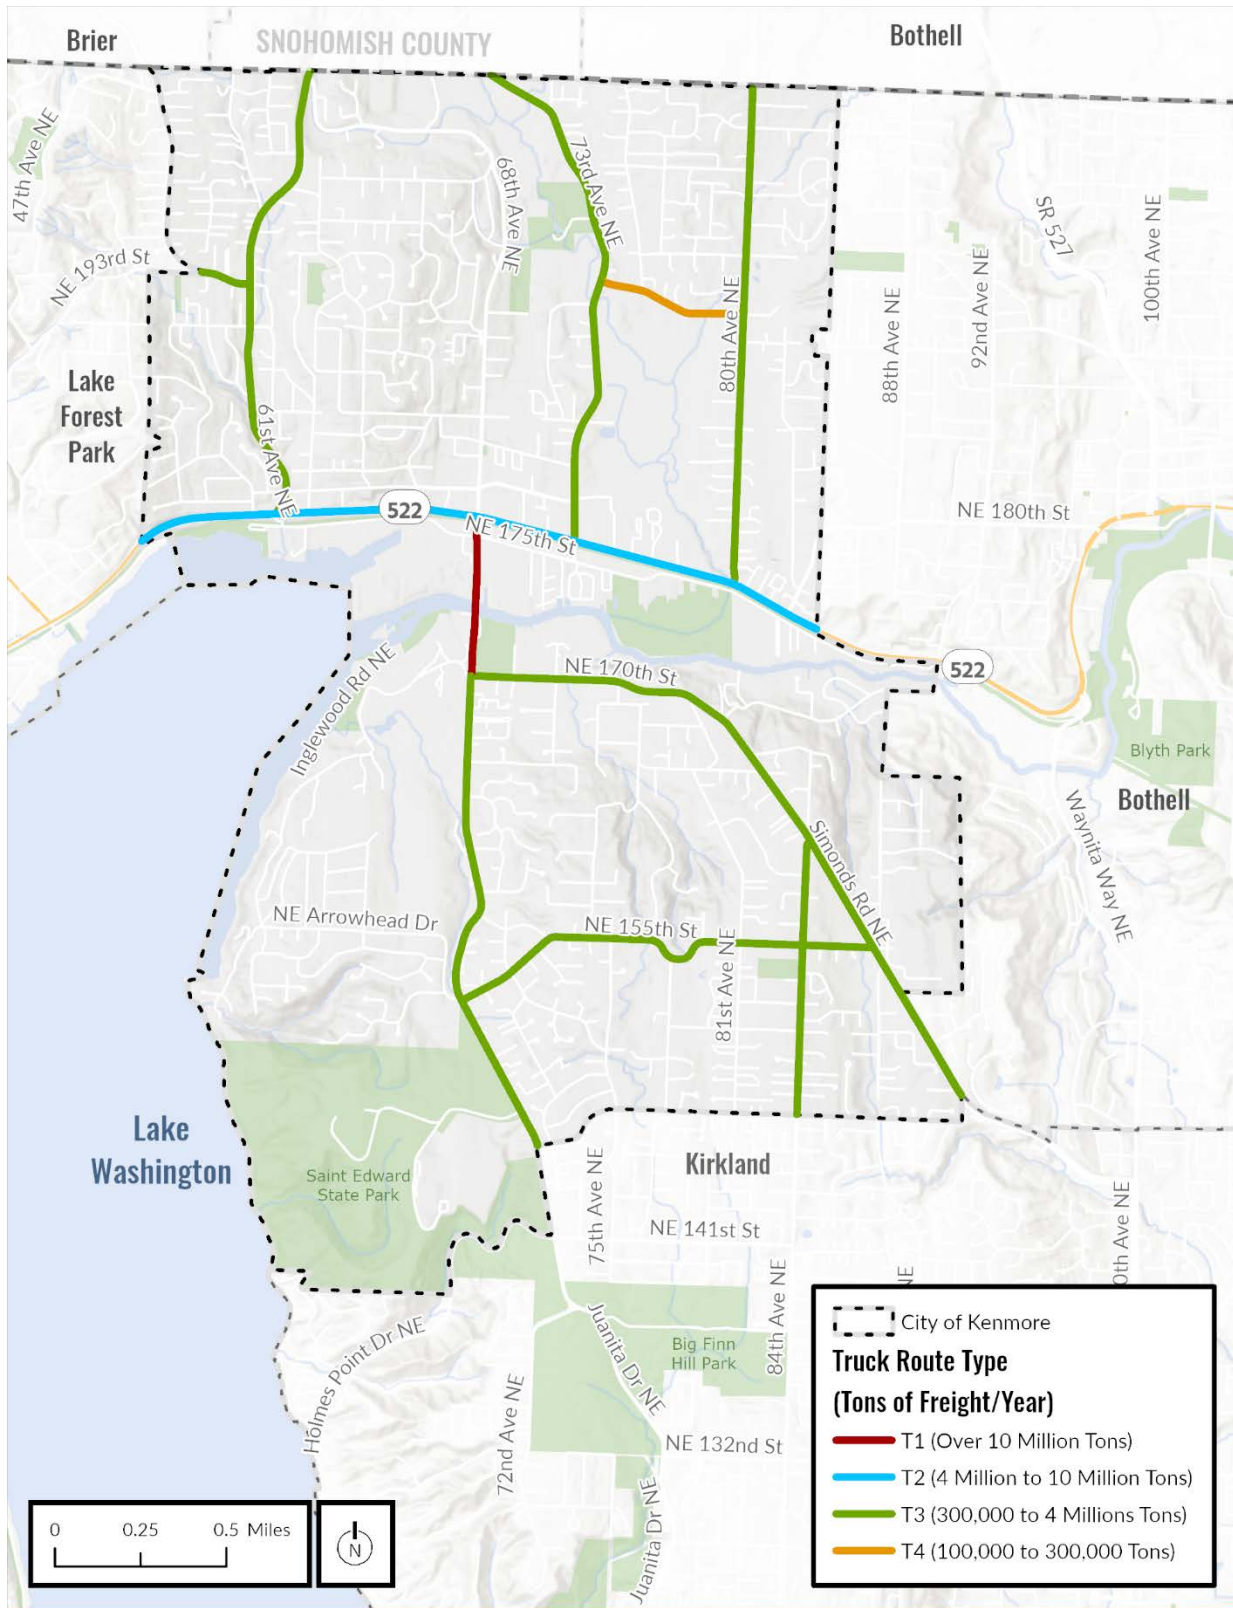 Brier
SNOHOMISH COUNTY
Bothell
47th Ave NE
68th Ave NE
73rd Ave NE
SR 527
100th Ave NE
NE 193rd St
80th Ave NE
88th Ave NE
92nd Ave NE
Lake
Forest
Park
61st Ave NE
522
NE 175th St
NE 180th St
Inglewood Rd NE
NE 170th St
522
Blyth Park
Bothell
Simonds Rd NE
Waynita Way NE
NE Arrowhead Dr
NE 155th St
81st Ave NE
Lake
Washington
Saint Edward
State Park
Kirkland
75th Ave NE
NE 141st St
0th Ave NE
NE
84th Ave NE
Holmes Point Dr NE
Juanita Dr NE
Big Finn
Hill Park
72nd Ave NE
NE 132nd St
Juanita Dr NE
City of Kenmore
Truck Route Type
(Tons of Freight/Year)
T1 (Over 10 Million Tons)
T2 (4 Million to 10 Million Tons)
T3 (300,000 to 4 Millions Tons)
T4 (100,000 to 300,000 Tons)
0 0.25 0.5 Miles
N